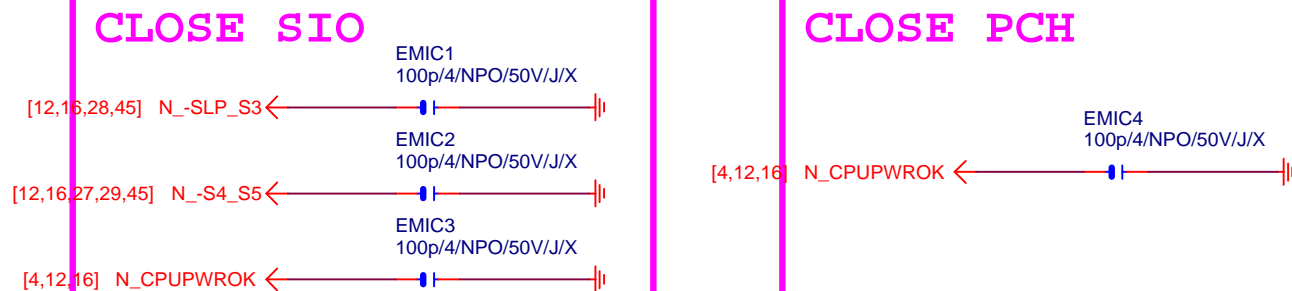 CLOSE SIO
EMIC1
100p/4/NPO/50V/J/X
[12,16,28,45] N_-SLP_S3
EMIC2
100p/4/NPO/50V/J/X
[12,16,27,29,45] N_-S4_S5
EMIC3
100p/4/NPO/50V/J/X
[4,12,16] N_CPUPWROK
CLOSE PCH
EMIC4
100p/4/NPO/50V/J/X
[4,12,16] N_CPUPWROK